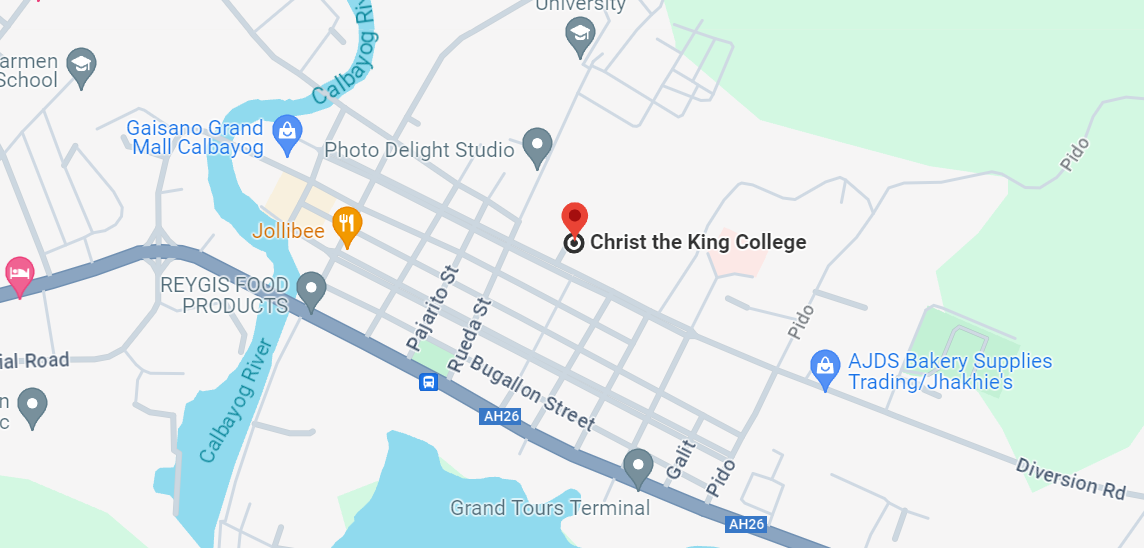 University
Calbayog Riv
armen
School
Calbayog
Gaisano Grand
Mall Calbayog
Photo Delight Studio
Pido
Jollibee
Christ the King College
REYGIS FOOD
PRODUCTS
Pajarito St
Rueda St
Pido
ial Road
AJDS Bakery Supplies
Trading/Jhakhie's
Calbayog River
Bugallon Street
n
c
AH26
Galit
Pido
Diversion Rd
Grand Tours Terminal
AH26